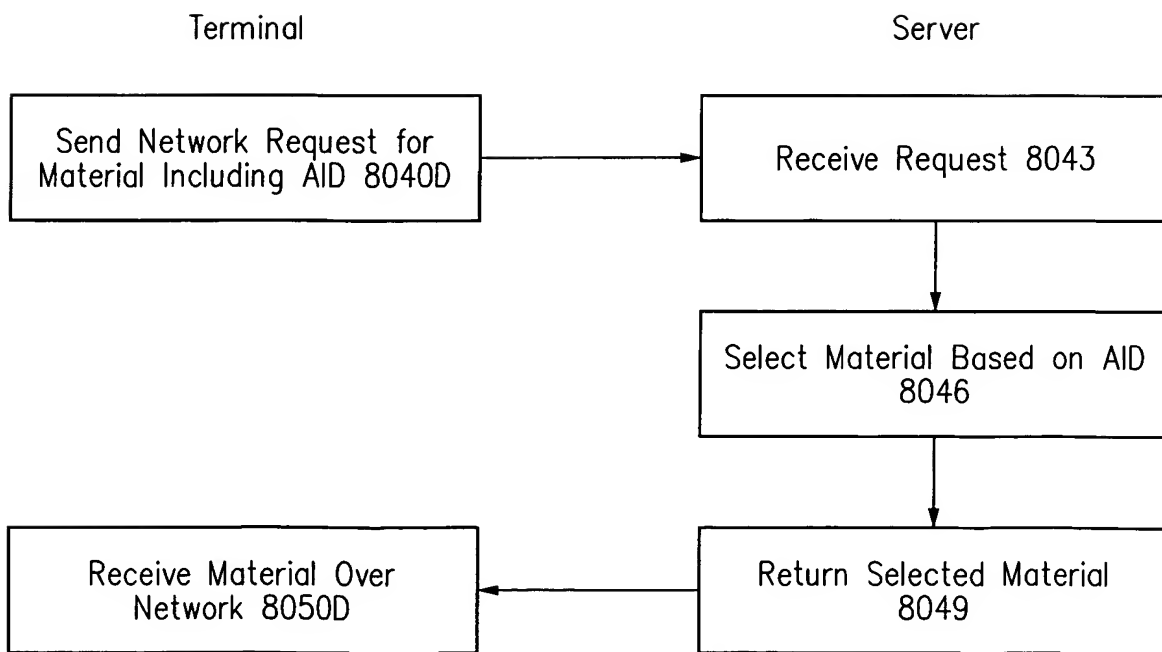 Terminal
Server
Send Network Request for
Material Including AID 8040D
Receive Request 8043
Select Material Based on AID
8046
Receive Material Over
Network 8050D
Return Selected Material
8049